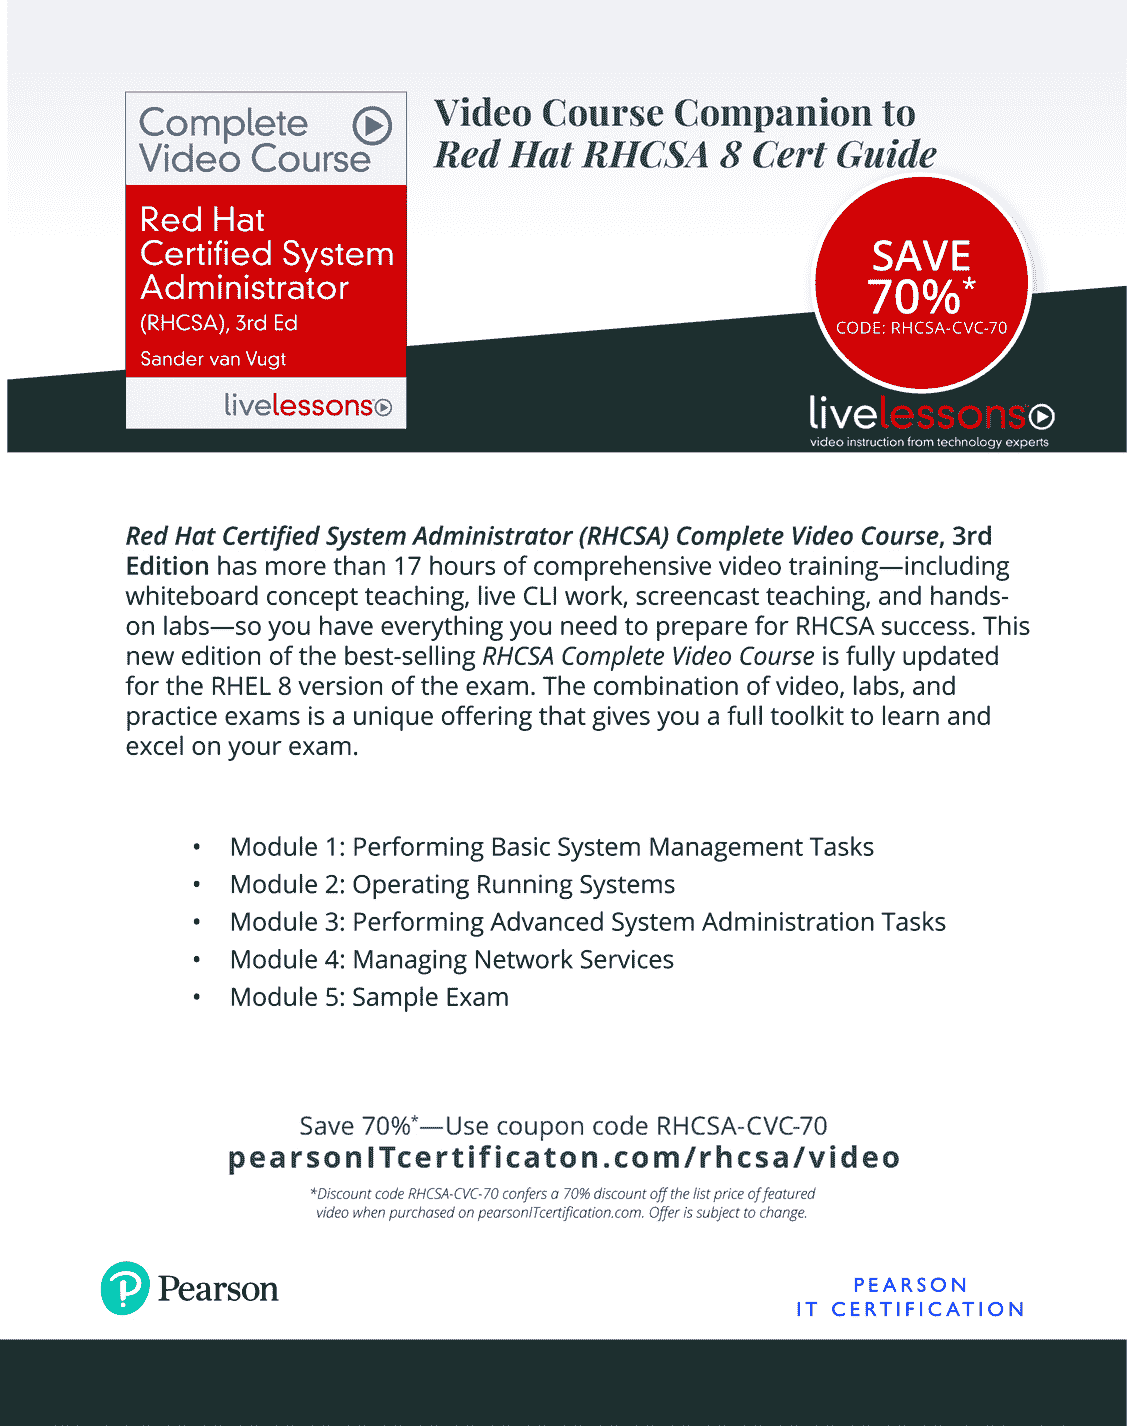 Complete
Video Course
Red Hat
Certified System
Administrator
(RHCSA), 3rd Ed
Sander van Vugt
livelessons
Video Course Companion to
Red Hat RHCSA 8 Cert Guide
SAVE
70%*
CODE: RHCSA-CVC-70
livelessons
video instruction from technology experts
Red Hat Certified System Administrator (RHCSA) Complete Video Course, 3rd
Edition has more than 17 hours of comprehensive video training—including
whiteboard concept teaching, live CLI work, screencast teaching, and hands-
on labs—so you have everything you need to prepare for RHCSA success. This
new edition of the best-selling RHCSA Complete Video Course is fully updated
for the RHEL 8 version of the exam. The combination of video, labs, and
practice exams is a unique offering that gives you a full toolkit to learn and
excel on your exam.
• Module 1: Performing Basic System Management Tasks
• Module 2: Operating Running Systems
• Module 3: Performing Advanced System Administration Tasks
• Module 4: Managing Network Services
• Module 5: Sample Exam
Save 70%*—Use coupon code RHCSA-CVC-70
pearsonITcertificaton.com/rhcsa/video
*Discount code RHCSA-CVC-70 confers a 70% discount off the list price of featured
video when purchased on pearsonITcertification.com. Offer is subject to change.
Pearson
PEARSON
IT CERTIFICATION